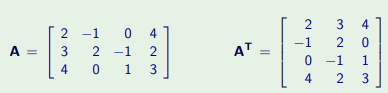 A = [ 2 −1 0 4 ; 3 2 −1 2 ; 4 0 1 3 ]
Aᵀ = [ 2 3 4 ; −1 2 0 ; 0 −1 1 ; 4 2 3 ]